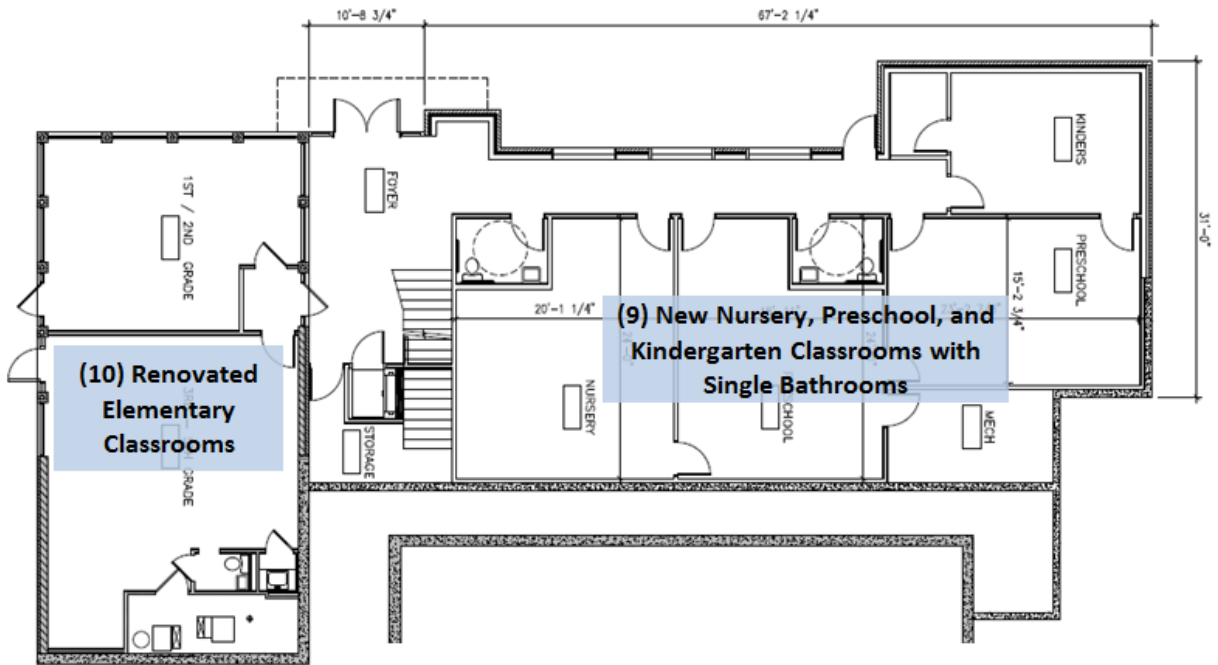 10'-8 3/4"
67'-2 1/4"
KINDERS
FOYER
1ST / 2ND GRADE
31'-0"
PRESCHOOL
15'-2 3/4"
20'-1 1/4"
(9) New Nursery, Preschool, and
Kindergarten Classrooms with
Single Bathrooms
(10) Renovated
Elementary
Classrooms
NURSERY
MECH
STORAGE
GRADE